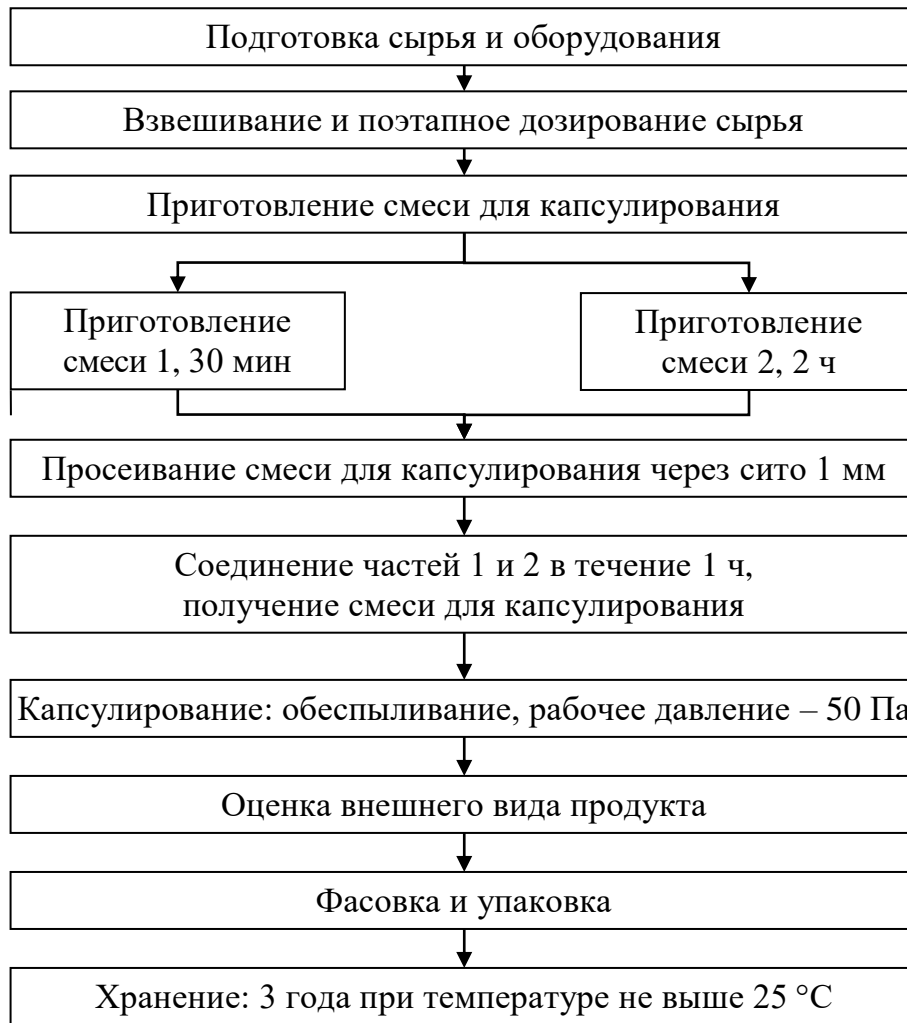 Подготовка сырья и оборудования
Взвешивание и поэтапное дозирование сырья
Приготовление смеси для капсулирования
Приготовление
смеси 1, 30 мин
Приготовление
смеси 2, 2 ч
Просеивание смеси для капсулирования через сито 1 мм
Соединение частей 1 и 2 в течение 1 ч,
получение смеси для капсулирования
Капсулирование: обеспыливание, рабочее давление – 50 Па
Оценка внешнего вида продукта
Фасовка и упаковка
Хранение: 3 года при температуре не выше 25 °С